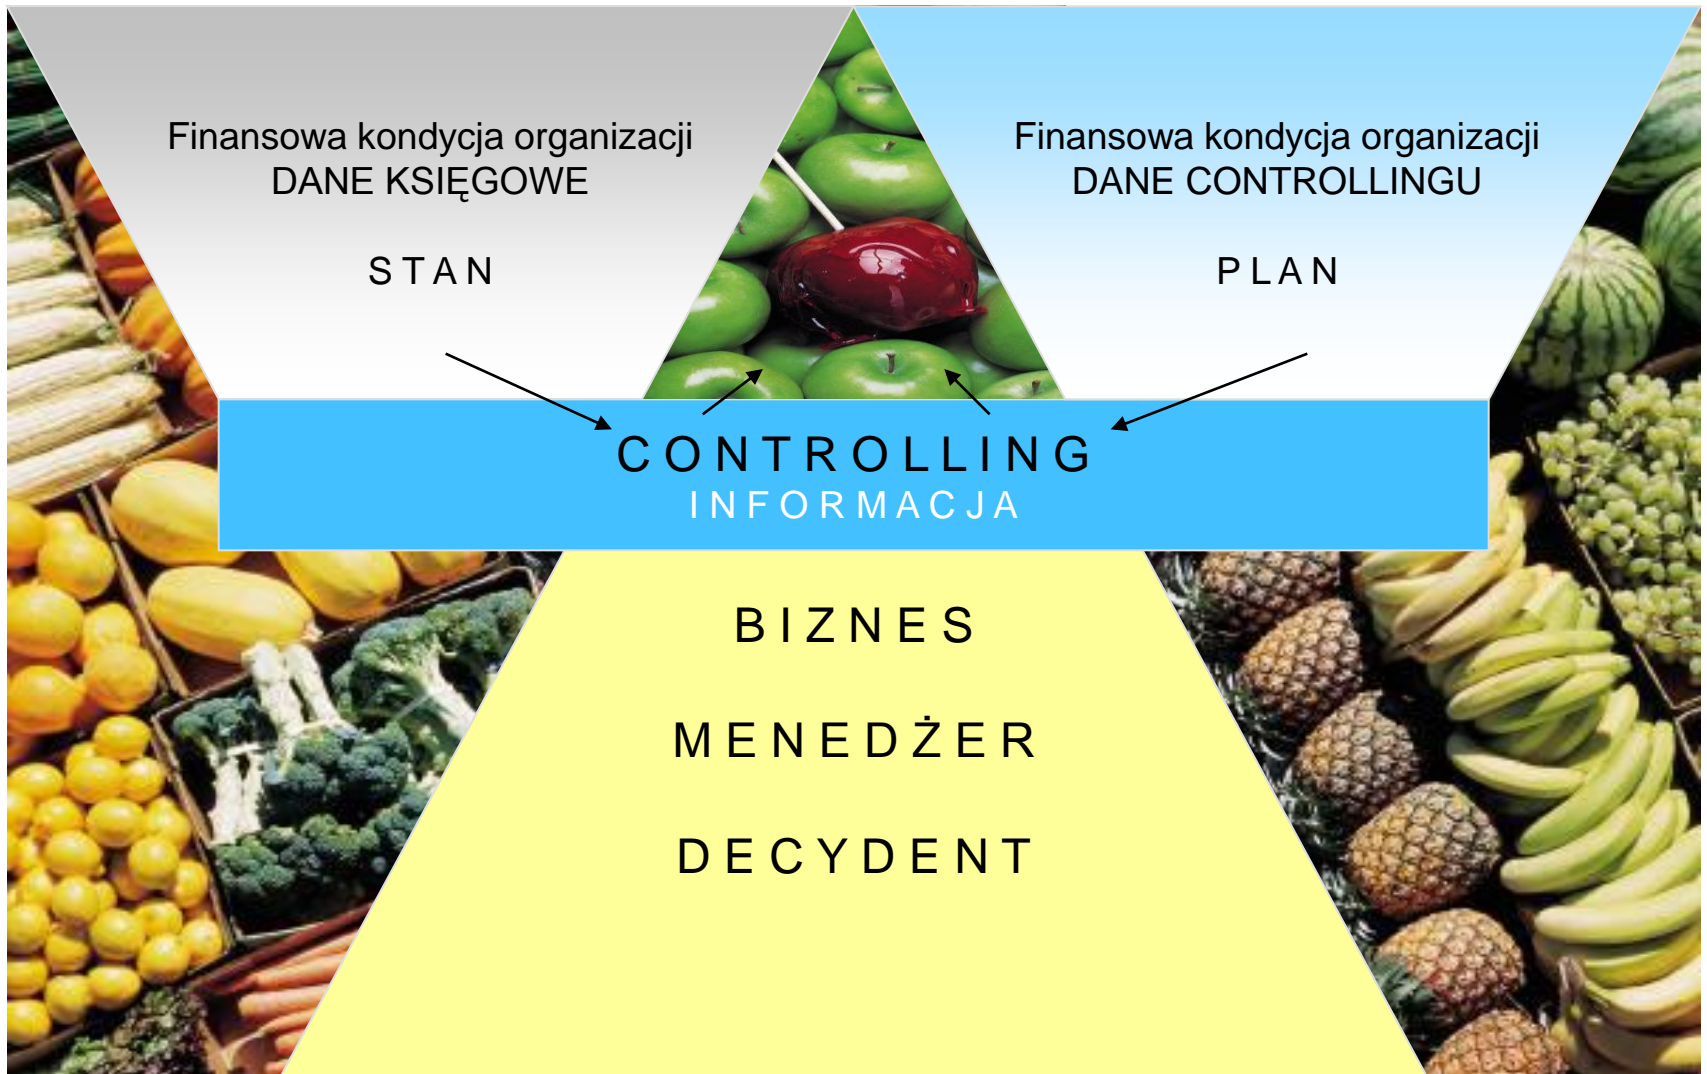 Finansowa kondycja organizacji
DANE KSIĘGOWE
STAN
Finansowa kondycja organizacji
DANE CONTROLLINGU
PLAN
CONTROLLING
INFORMACJA
BIZNES
MENEDŻER
DECYDENT